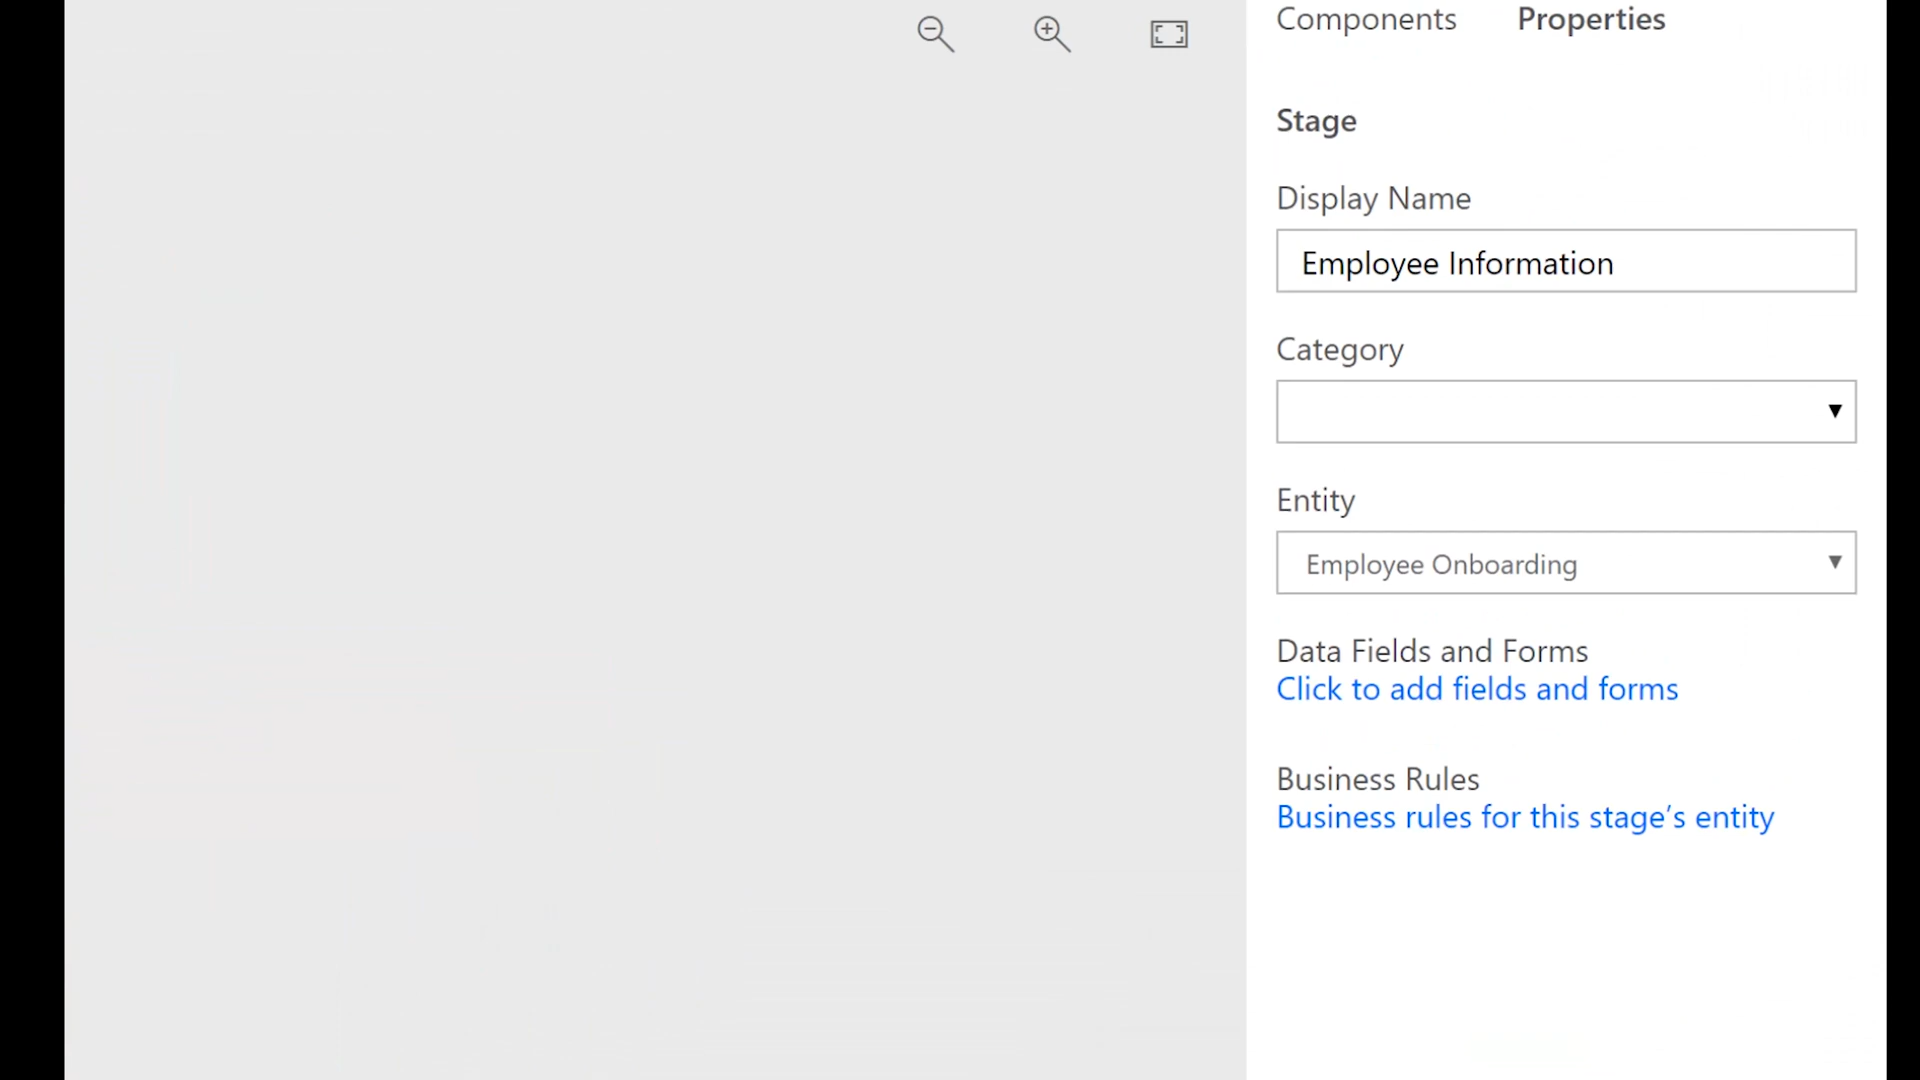 Components Properties
Stage
Display Name
Employee Information
Category
Entity
Employee Onboarding
Data Fields and Forms
Click to add fields and forms
Business Rules
Business rules for this stage’s entity